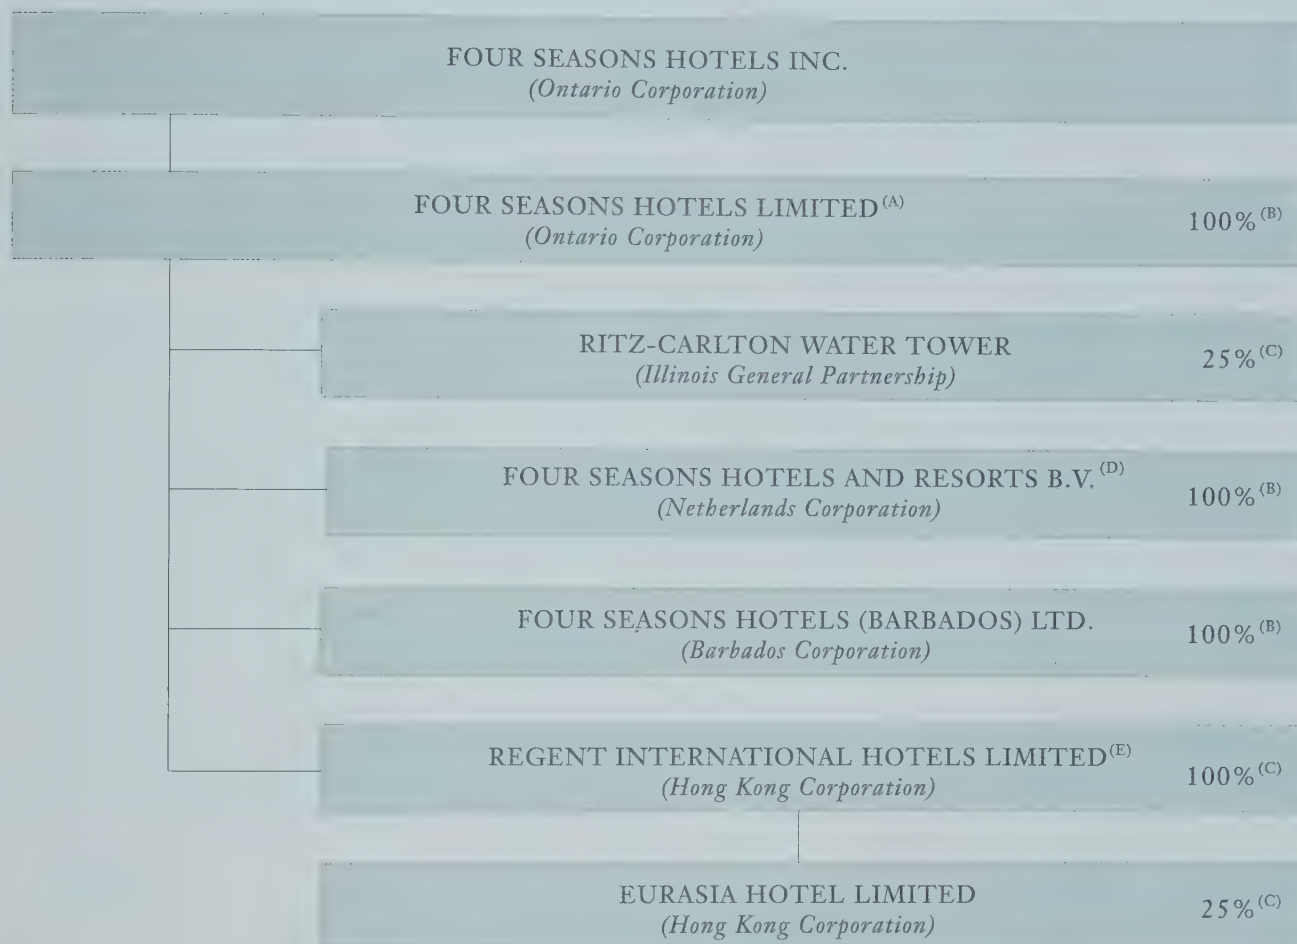 FOUR SEASONS HOTELS INC.
(Ontario Corporation)
FOUR SEASONS HOTELS LIMITED(A) 100%(B)
(Ontario Corporation)
RITZ-CARLTON WATER TOWER 25%(C)
(Illinois General Partnership)
FOUR SEASONS HOTELS AND RESORTS B.V.(D) 100%(B)
(Netherlands Corporation)
FOUR SEASONS HOTELS (BARBADOS) LTD. 100%(B)
(Barbados Corporation)
REGENT INTERNATIONAL HOTELS LIMITED(E) 100%(C)
(Hong Kong Corporation)
EURASIA HOTEL LIMITED 25%(C)
(Hong Kong Corporation)